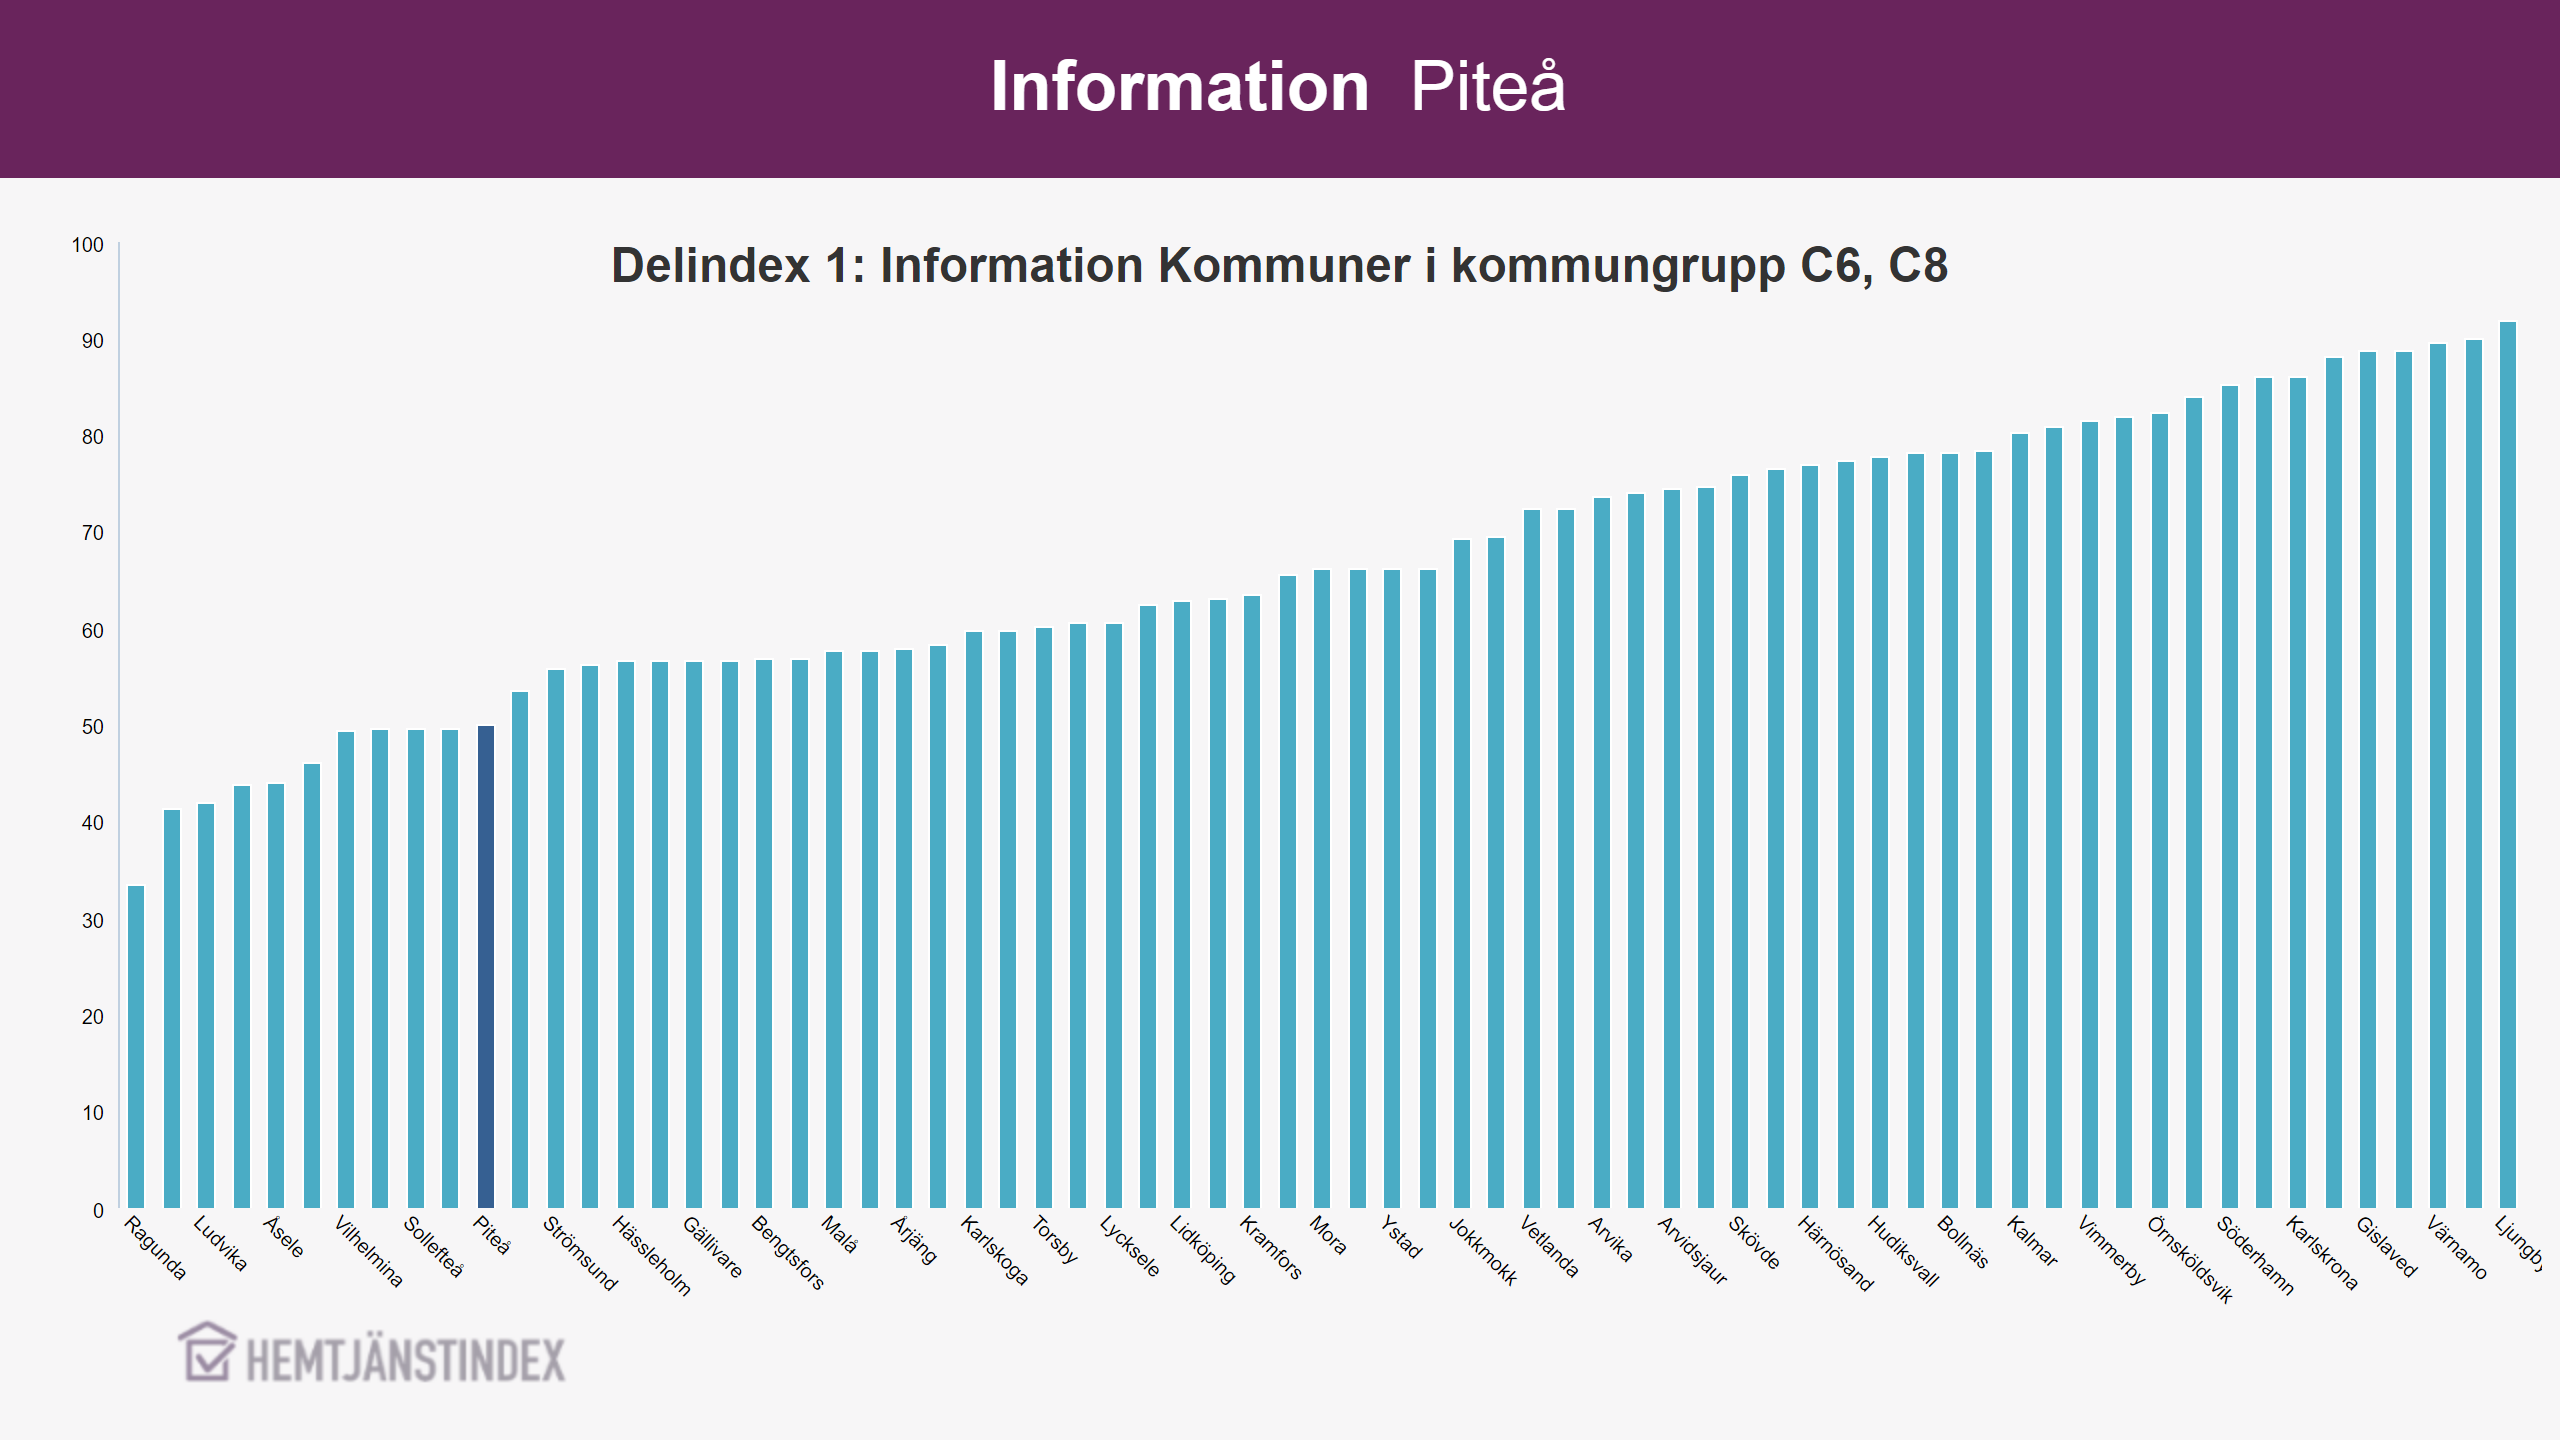 Information Piteå
Delindex 1: Information Kommuner i kommungrupp C6, C8
100
90
80
70
60
50
40
30
20
10
0
Ragunda
Ludvika
Åsele
Vilhelmina
Sollefteå
Piteå
Strömsund
Hässleholm
Gällivare
Bengtsfors
Malå
Årjäng
Karlskoga
Torsby
Lycksele
Lidköping
Kramfors
Mora
Ystad
Jokkmokk
Vetlanda
Arvika
Arvidsjaur
Skövde
Härnösand
Hudiksvall
Bollnäs
Kalmar
Vimmerby
Örnsköldsvik
Söderhamn
Karlskrona
Gislaved
Värnamo
Ljungby
HEMTJÄNSTINDEX